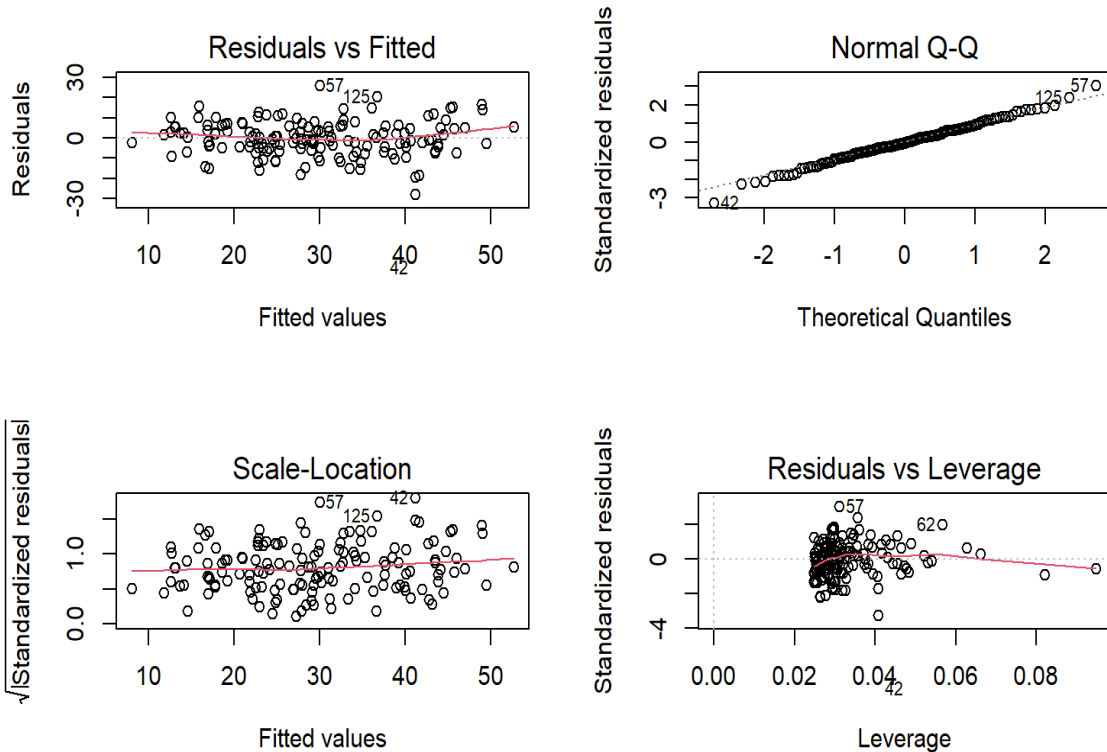 Residuals vs Fitted
Residuals
30
0
-30
57
125
42
10 20 30 40 50
Fitted values
Normal Q-Q
Standardized residuals
2
0
-3
57
125
42
-2 -1 0 1 2
Theoretical Quantiles
Scale-Location
√|Standardized residuals|
1.0
0.0
57
42
125
10 20 30 40 50
Fitted values
Residuals vs Leverage
Standardized residuals
0
-4
57
62
42
0.00 0.02 0.04 0.06 0.08
Leverage